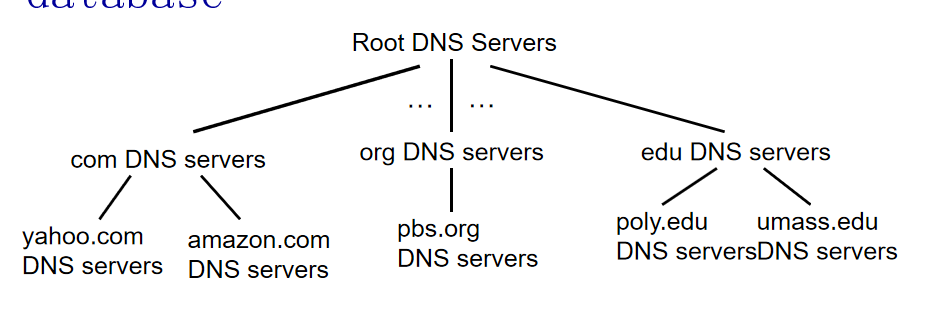 database
Root DNS Servers
... ...
com DNS servers
org DNS servers
edu DNS servers
yahoo.com
DNS servers
amazon.com
DNS servers
pbs.org
DNS servers
poly.edu
DNS servers
umass.edu
DNS servers